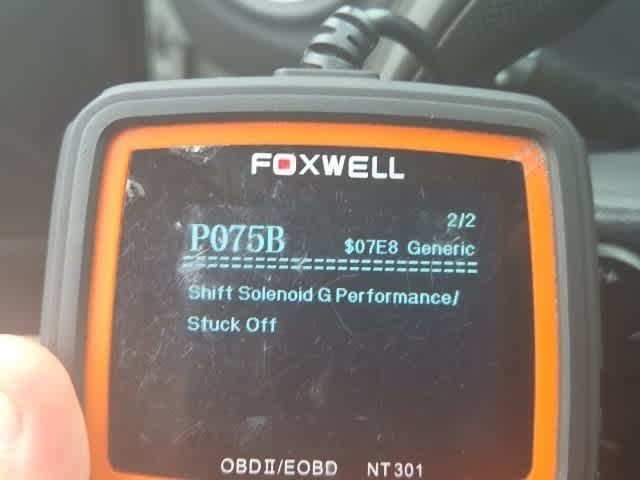 FOXWELL
2/2
P075B $07E8 Generic
==========================
Shift Solenoid G Performance/
Stuck Off
OBDII/EOBD NT301